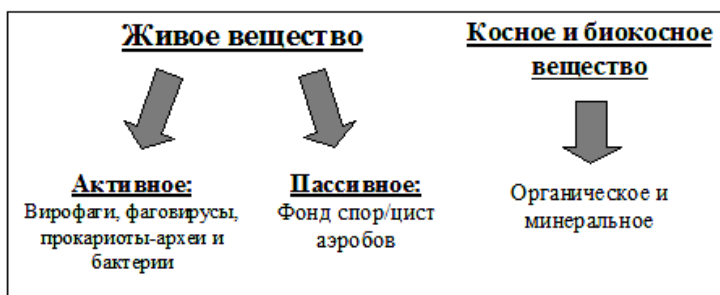 Живое вещество
Косное и биокосное
вещество
Активное:
Вирофаги, фаговирусы,
прокариоты-археи и
бактерии
Пассивное:
Фонд спор/цист
аэробов
Органическое и
минеральное